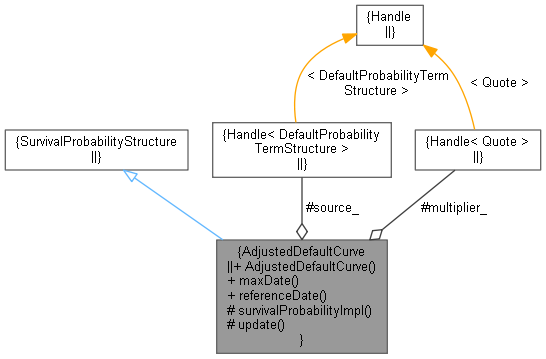 {Handle
||}
< DefaultProbabilityTerm
Structure >
< Quote >
{SurvivalProbabilityStructure
||}
{Handle< DefaultProbability
TermStructure >
||}
{Handle< Quote >
||}
#source_
#multiplier_
{AdjustedDefaultCurve
||+ AdjustedDefaultCurve()
+ maxDate()
+ referenceDate()
# survivalProbabilityImpl()
# update()
}